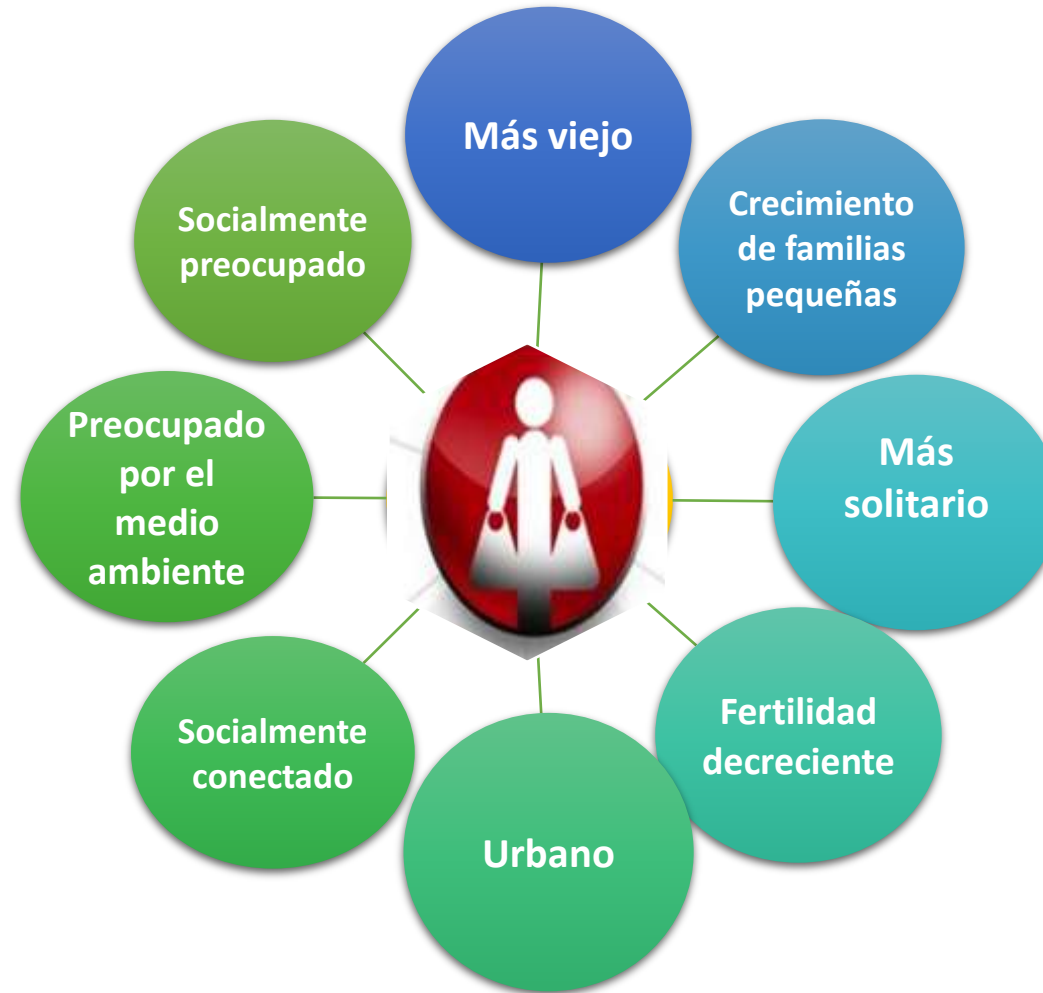 Más viejo
Crecimiento
de familias
pequeñas
Más
solitario
Fertilidad
decreciente
Urbano
Socialmente
conectado
Preocupado
por el
medio
ambiente
Socialmente
preocupado